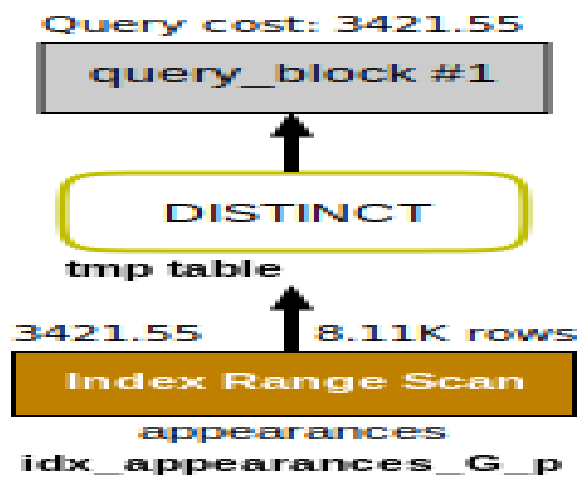 Query cost: 3421.55
query_block #1
DISTINCT
tmp table
3421.55 8.11K rows
Index Range Scan
appearances
idx_appearances_G_p